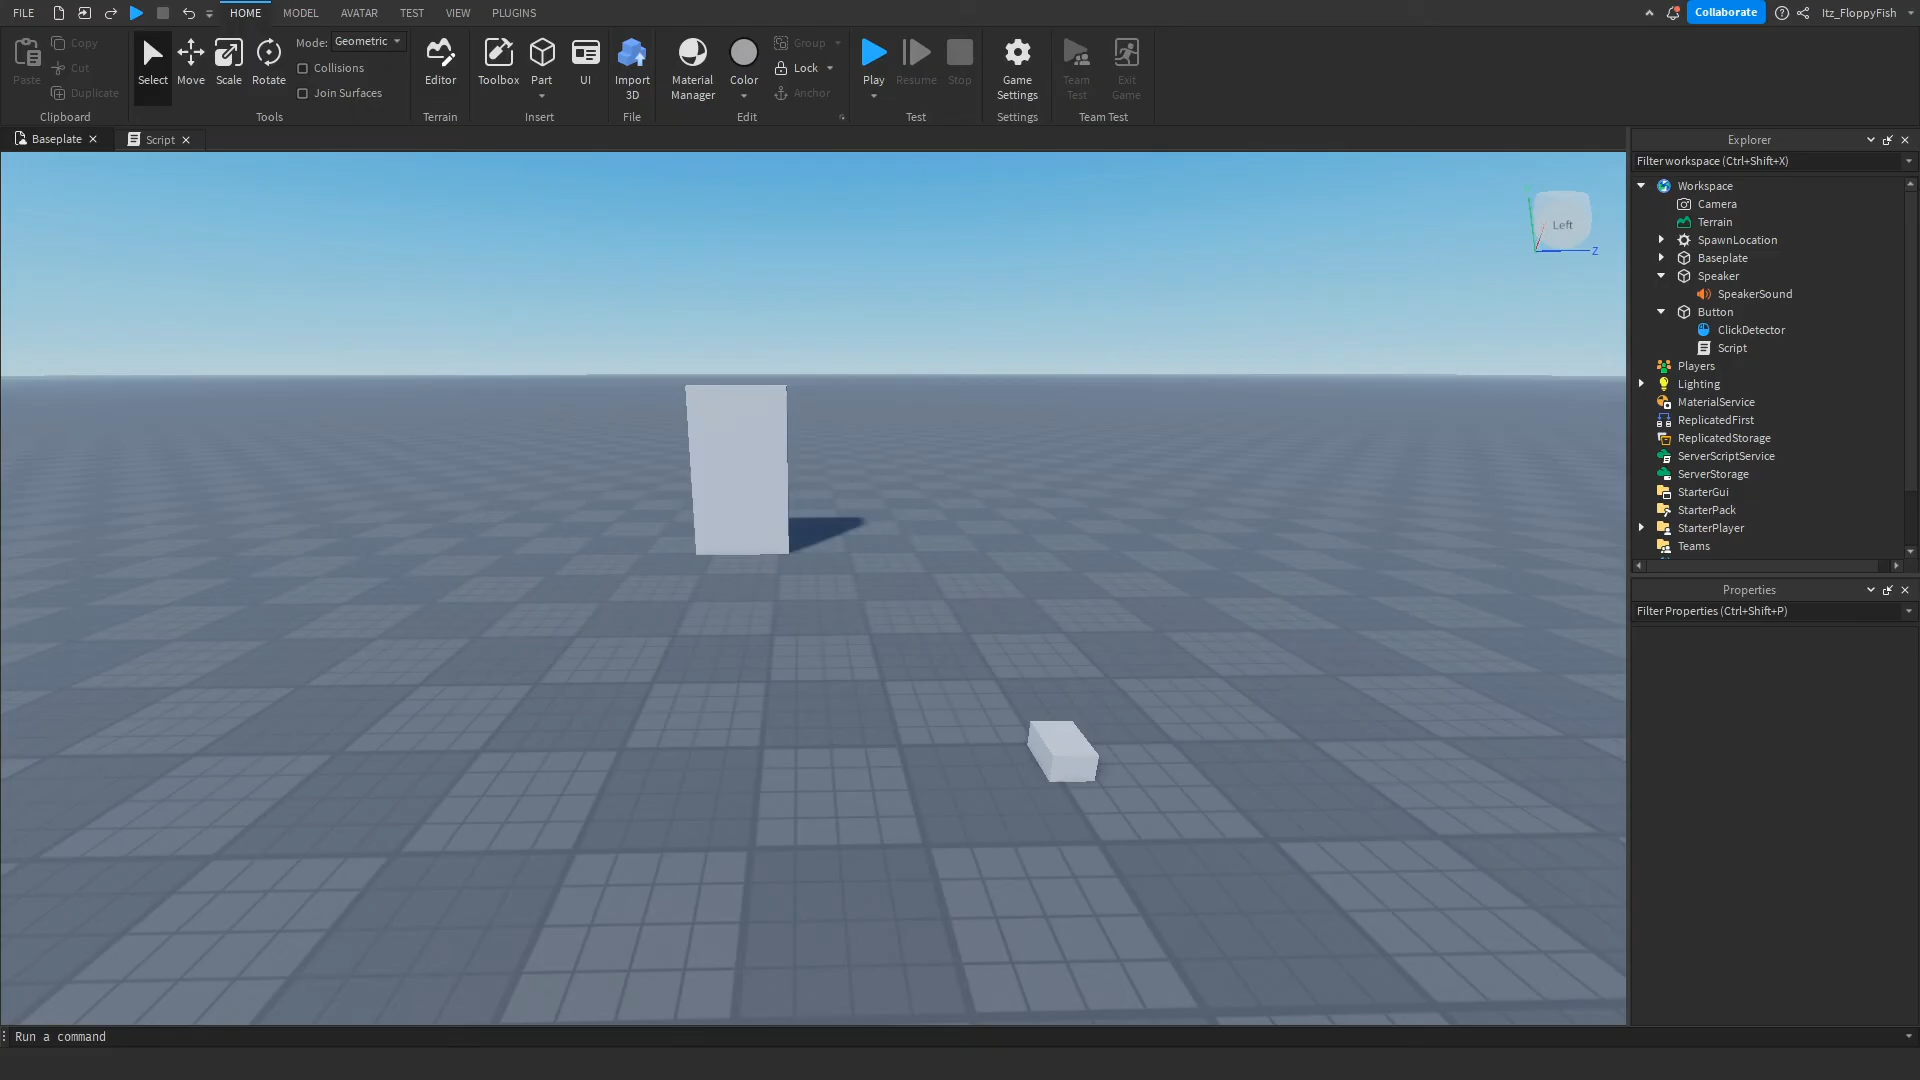 FILE HOME MODEL AVATAR TEST VIEW PLUGINS Collaborate Itz_FloppyFish
Paste
Copy
Cut
Duplicate
Clipboard
Select
Move
Scale
Rotate
Mode: Geometric
Collisions
Join Surfaces
Tools
Editor
Terrain
Toolbox
Part
UI
Insert
Import
3D
File
Material
Manager
Color
Group
Lock
Anchor
Edit
Play
Resume
Stop
Test
Game
Settings
Settings
Team
Test
Exit
Game
Team Test
Baseplate
Script
Left
Z
Explorer
Filter workspace (Ctrl+Shift+X)
Workspace
Camera
Terrain
SpawnLocation
Baseplate
Speaker
SpeakerSound
Button
ClickDetector
Script
Players
Lighting
MaterialService
ReplicatedFirst
ReplicatedStorage
ServerScriptService
ServerStorage
StarterGui
StarterPack
StarterPlayer
Teams
Properties
Filter Properties (Ctrl+Shift+P)
Run a command